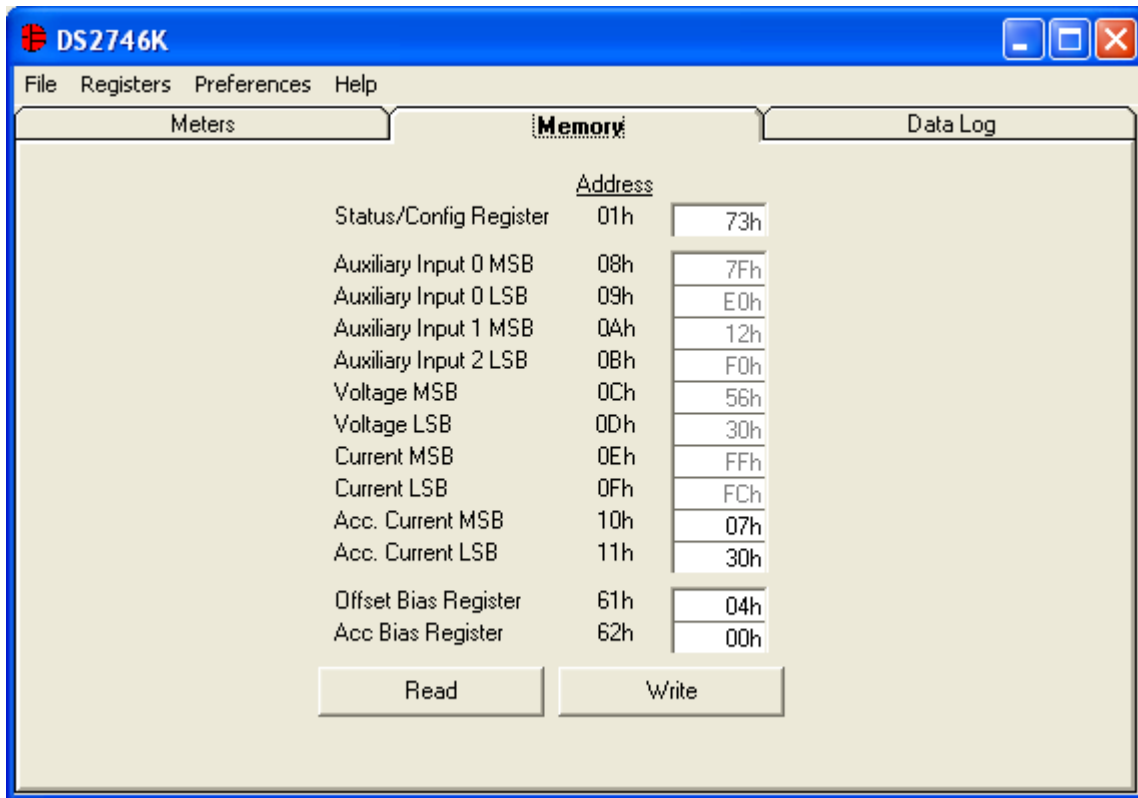 DS2746K
File Registers Preferences Help
Meters Memory Data Log
Address
Status/Config Register 01h 73h
Auxiliary Input 0 MSB 08h 7Fh
Auxiliary Input 0 LSB 09h E0h
Auxiliary Input 1 MSB 0Ah 12h
Auxiliary Input 2 LSB 0Bh F0h
Voltage MSB 0Ch 56h
Voltage LSB 0Dh 30h
Current MSB 0Eh FFh
Current LSB 0Fh FCh
Acc. Current MSB 10h 07h
Acc. Current LSB 11h 30h
Offset Bias Register 61h 04h
Acc Bias Register 62h 00h
Read Write